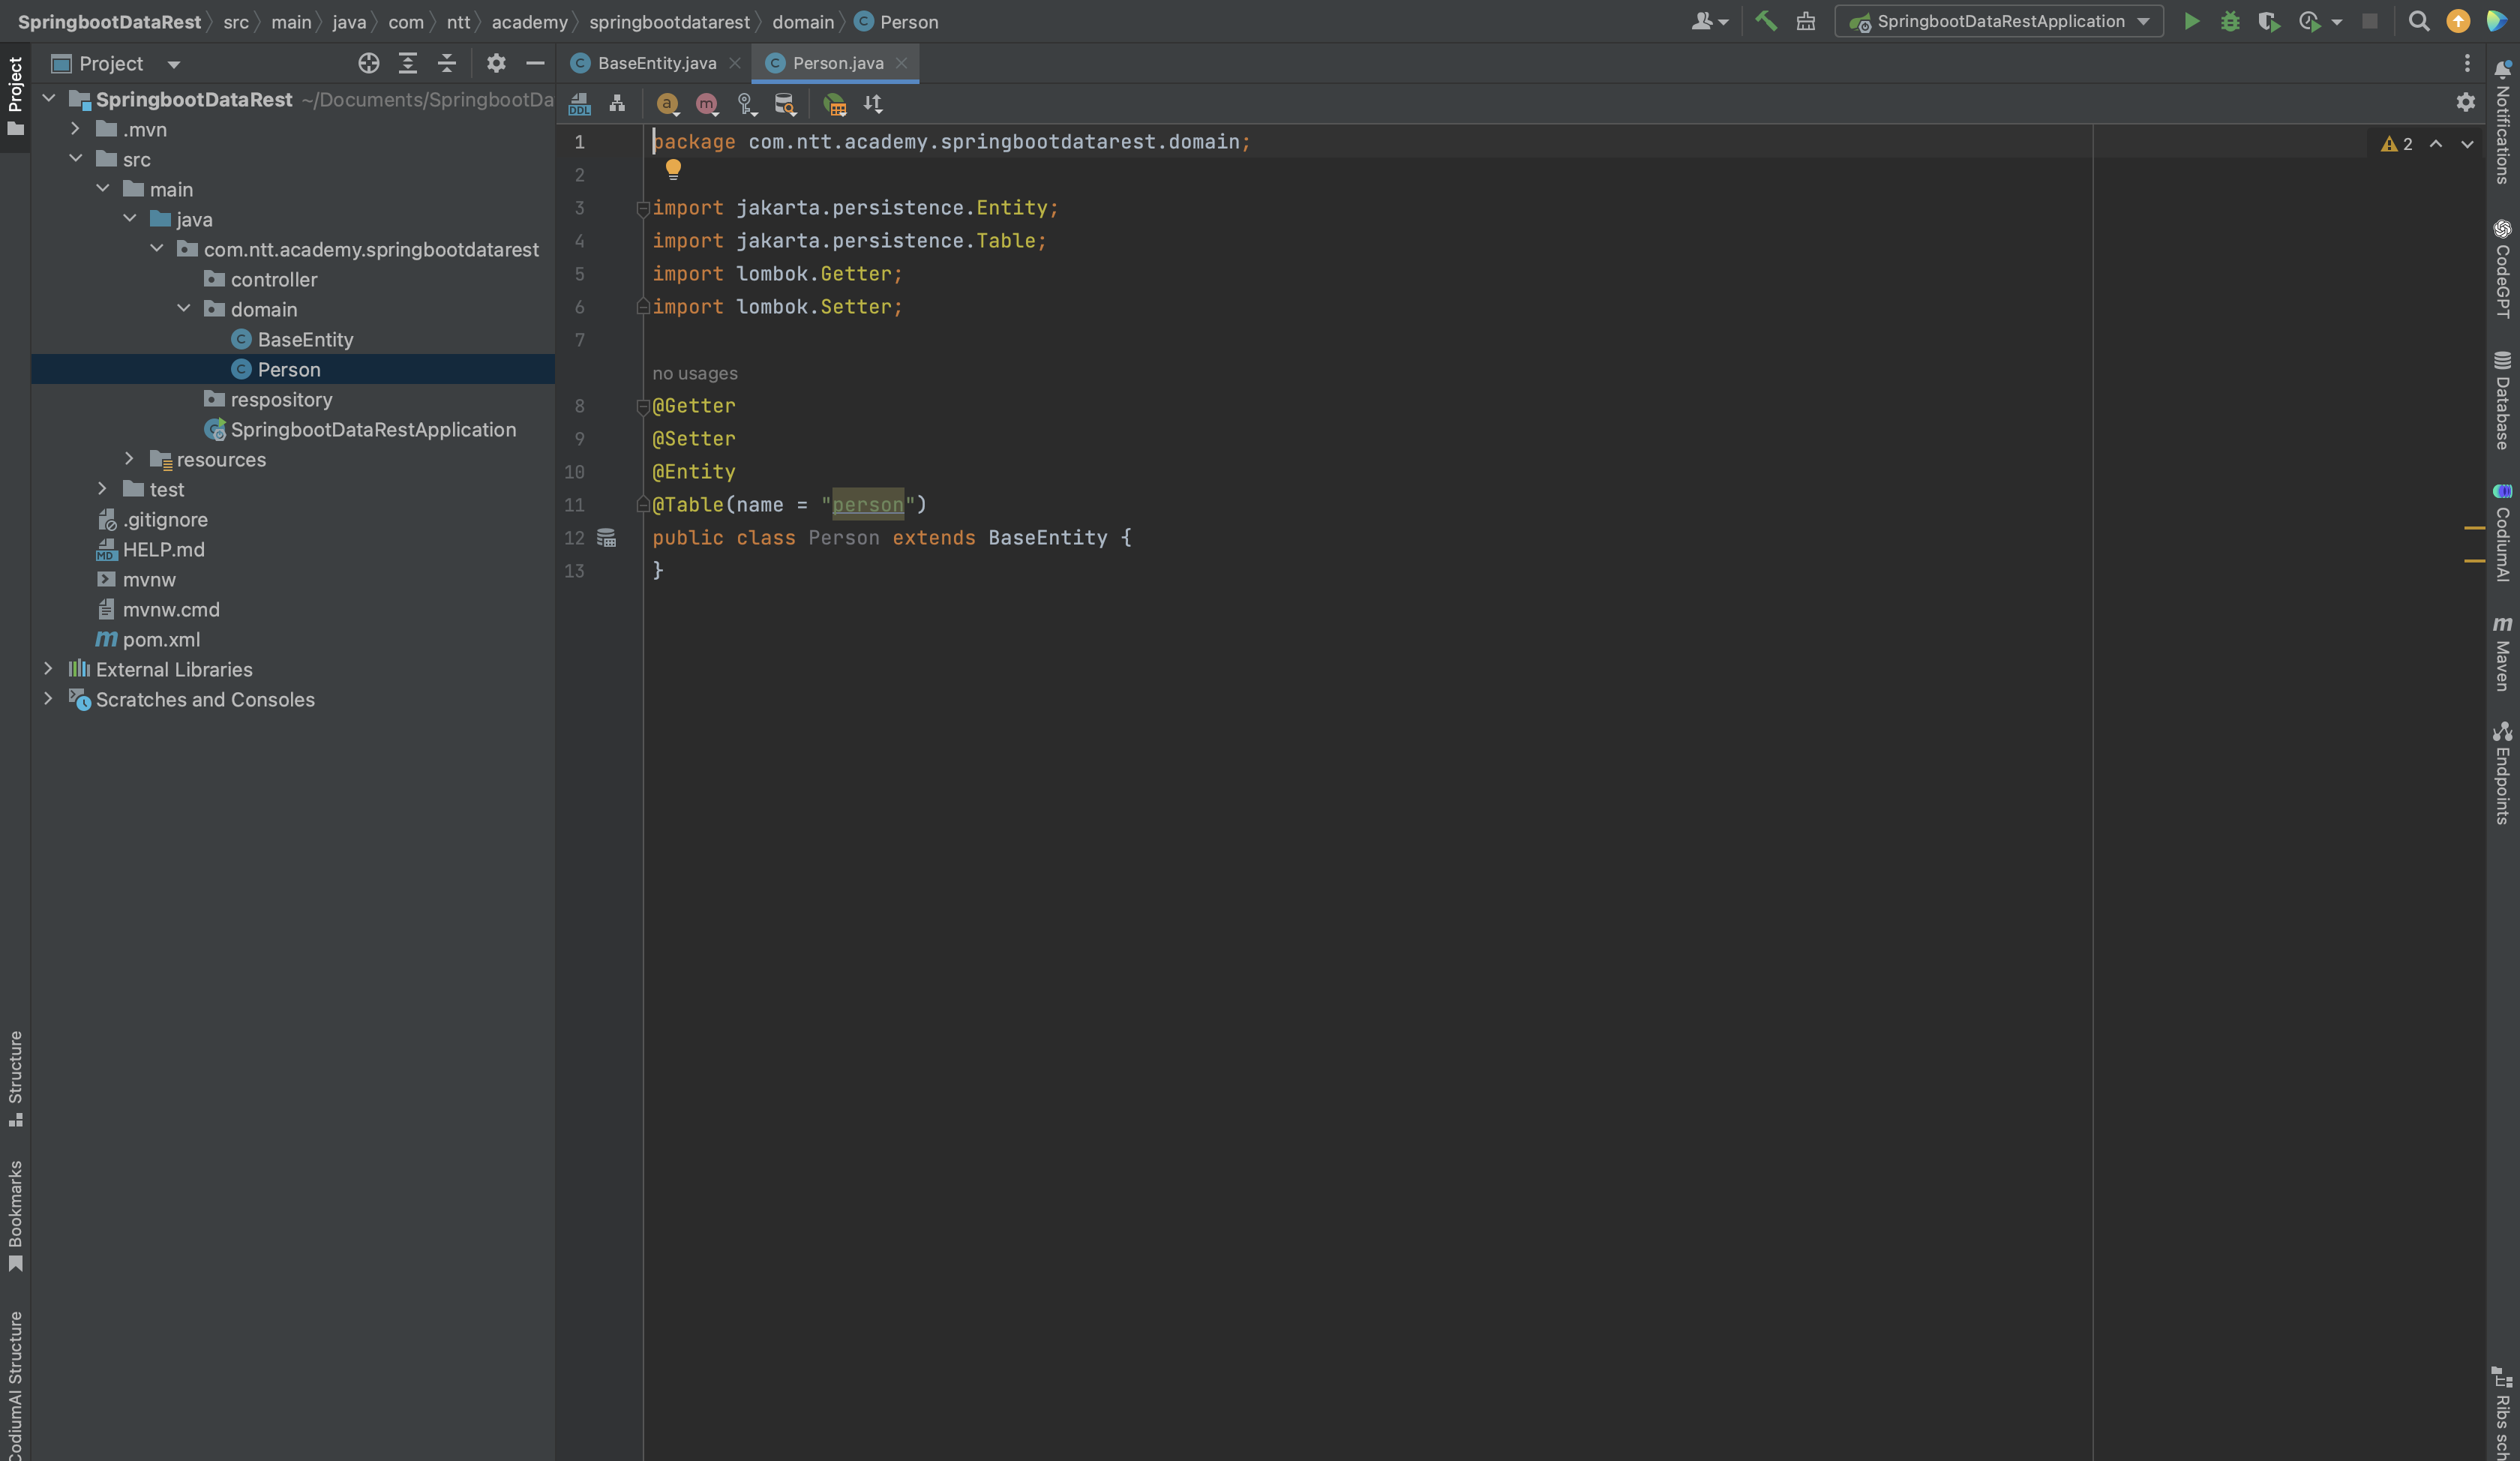 SpringbootDataRest src main java com ntt academy springbootdatarest domain Person
SpringbootDataRestApplication
Project
Project
BaseEntity.java
Person.java
SpringbootDataRest ~/Documents/SpringbootDa
.mvn
src
main
java
com.ntt.academy.springbootdatarest
controller
domain
BaseEntity
Person
respository
SpringbootDataRestApplication
resources
test
.gitignore
HELP.md
mvnw
mvnw.cmd
pom.xml
External Libraries
Scratches and Consoles
Structure
Bookmarks
CodiumAI Structure
DDL
2
1 package com.ntt.academy.springbootdatarest.domain;
2
3 import jakarta.persistence.Entity;
4 import jakarta.persistence.Table;
5 import lombok.Getter;
6 import lombok.Setter;
7
no usages
8 @Getter
9 @Setter
10 @Entity
11 @Table(name = "person")
12 public class Person extends BaseEntity {
13 }
Notifications
CodeGPT
Database
CodiumAI
Maven
Endpoints
Ribs sch